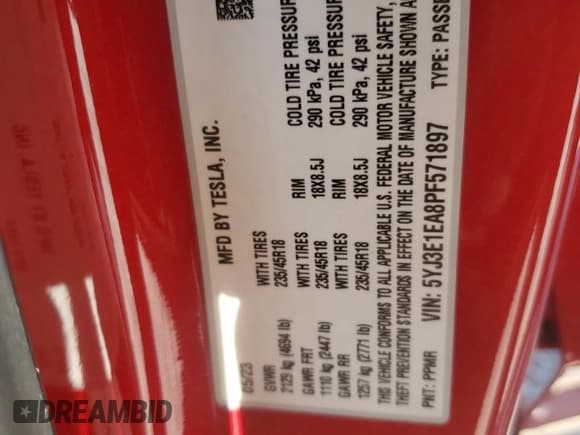 MFD BY TESLA, INC.
05/23
GVWR
2129 kg (4694 lb)
GAWR FRT
1110 kg (2447 lb)
GAWR RR
1257 kg (2771 lb)
WITH TIRES
235/45R18
WITH TIRES
235/45R18
WITH TIRES
235/45R18
RIM
18X8.5J
RIM
18X8.5J
COLD TIRE PRESSUR
290 kPa, 42 psi
COLD TIRE PRESSUR
290 kPa, 42 psi
THIS VEHICLE CONFORMS TO ALL APPLICABLE U.S. FEDERAL MOTOR VEHICLE SAFETY,
THEFT PREVENTION STANDARDS IN EFFECT ON THE DATE OF MANUFACTURE SHOWN A
PNT: PPMR VIN: 5YJ3E1EA8PF571897 TYPE: PASSE
DREAMBID